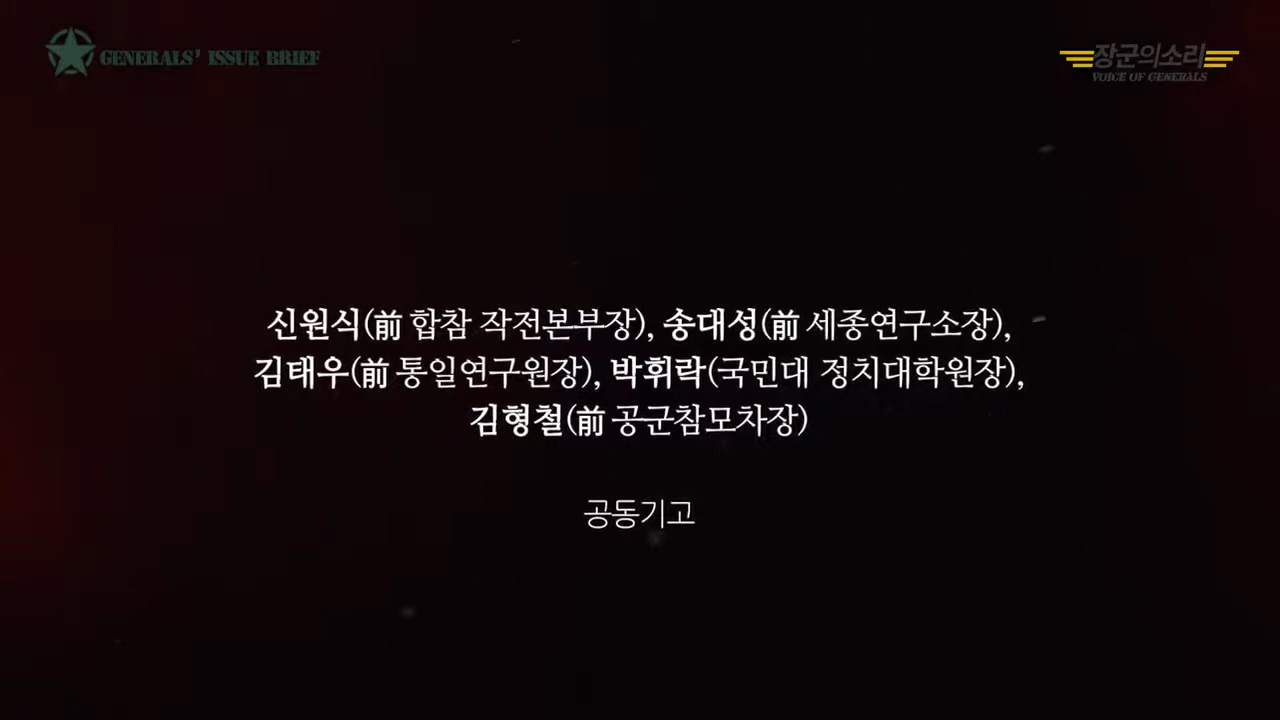 GENERALS' ISSUE BRIEF
장군의소리
VOICE OF GENERALS
신원식(前 합참 작전본부장), 송대성(前 세종연구소장),
김태우(前 통일연구원장), 박휘락(국민대 정치대학원장),
김형철(前 공군참모차장)
공동기고